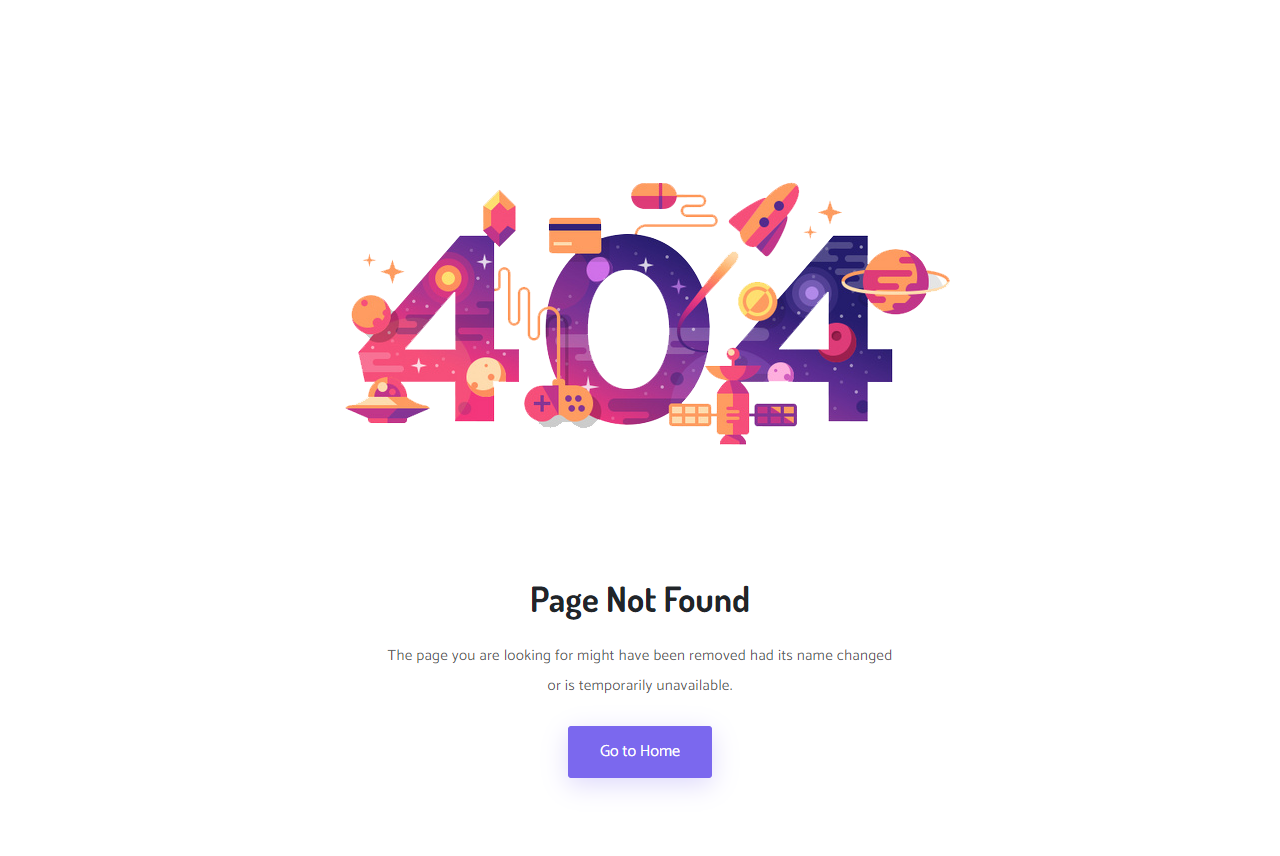 404
Page Not Found
The page you are looking for might have been removed had its name changed
or is temporarily unavailable.
Go to Home